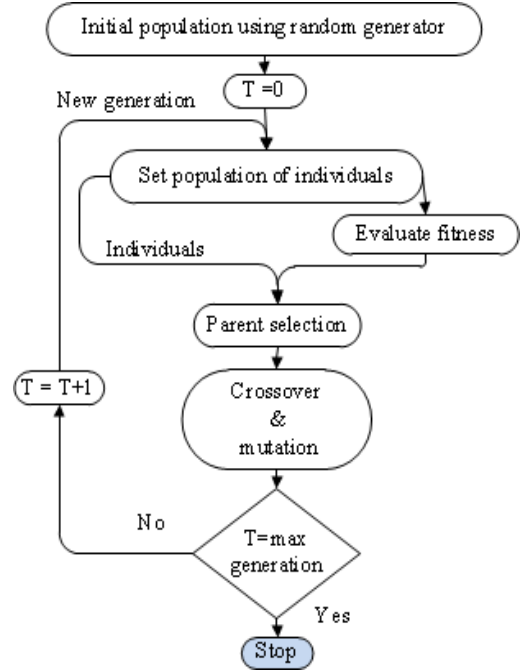 Initial population using random generator
T =0
New generation
Set population of individuals
Evaluate fitness
Individuals
Parent selection
T = T+1
Crossover
&
mutation
No
T=max
generation
Yes
Stop